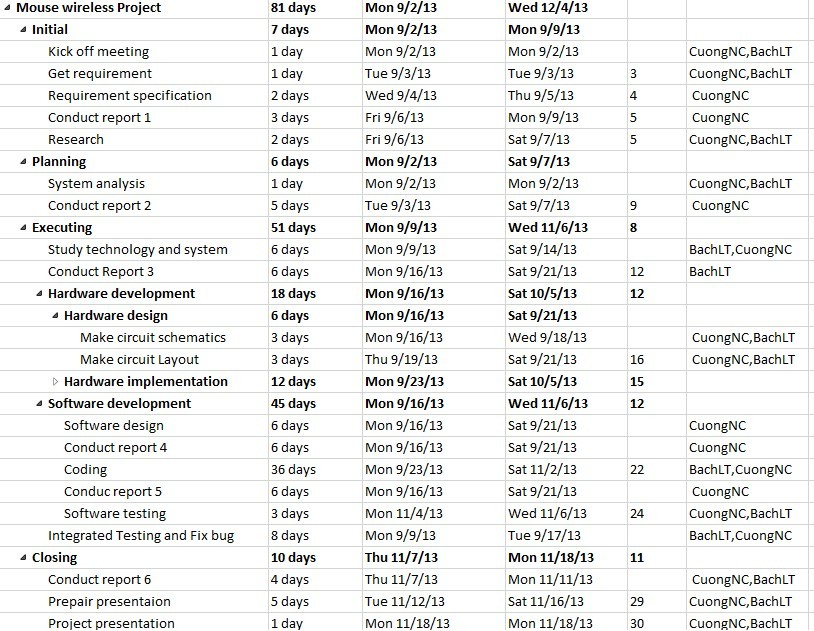 Mouse wireless Project 81 days Mon 9/2/13 Wed 12/4/13
Initial 7 days Mon 9/2/13 Mon 9/9/13
Kick off meeting 1 day Mon 9/2/13 Mon 9/2/13 CuongNC,BachLT
Get requirement 1 day Tue 9/3/13 Tue 9/3/13 3 CuongNC,BachLT
Requirement specification 2 days Wed 9/4/13 Thu 9/5/13 4 CuongNC
Conduct report 1 3 days Fri 9/6/13 Mon 9/9/13 5 CuongNC
Research 2 days Fri 9/6/13 Sat 9/7/13 5 CuongNC,BachLT
Planning 6 days Mon 9/2/13 Sat 9/7/13
System analysis 1 day Mon 9/2/13 Mon 9/2/13 CuongNC,BachLT
Conduct report 2 5 days Tue 9/3/13 Sat 9/7/13 9 CuongNC
Executing 51 days Mon 9/9/13 Wed 11/6/13 8
Study technology and system 6 days Mon 9/9/13 Sat 9/14/13 BachLT,CuongNC
Conduct Report 3 6 days Mon 9/16/13 Sat 9/21/13 12 BachLT
Hardware development 18 days Mon 9/16/13 Sat 10/5/13 12
Hardware design 6 days Mon 9/16/13 Sat 9/21/13
Make circuit schematics 3 days Mon 9/16/13 Wed 9/18/13 CuongNC,BachLT
Make circuit Layout 3 days Thu 9/19/13 Sat 9/21/13 16 CuongNC,BachLT
Hardware implementation 12 days Mon 9/23/13 Sat 10/5/13 15
Software development 45 days Mon 9/16/13 Wed 11/6/13 12
Software design 6 days Mon 9/16/13 Sat 9/21/13 CuongNC
Conduct report 4 6 days Mon 9/16/13 Sat 9/21/13 CuongNC
Coding 36 days Mon 9/23/13 Sat 11/2/13 22 BachLT,CuongNC
Conduc report 5 6 days Mon 9/16/13 Sat 9/21/13 CuongNC
Software testing 3 days Mon 11/4/13 Wed 11/6/13 24 CuongNC,BachLT
Integrated Testing and Fix bug 8 days Mon 9/9/13 Tue 9/17/13 BachLT,CuongNC
Closing 10 days Thu 11/7/13 Mon 11/18/13 11
Conduct report 6 4 days Thu 11/7/13 Mon 11/11/13 CuongNC,BachLT
Prepair presentaion 5 days Tue 11/12/13 Sat 11/16/13 29 CuongNC,BachLT
Project presentation 1 day Mon 11/18/13 Mon 11/18/13 30 CuongNC,BachLT